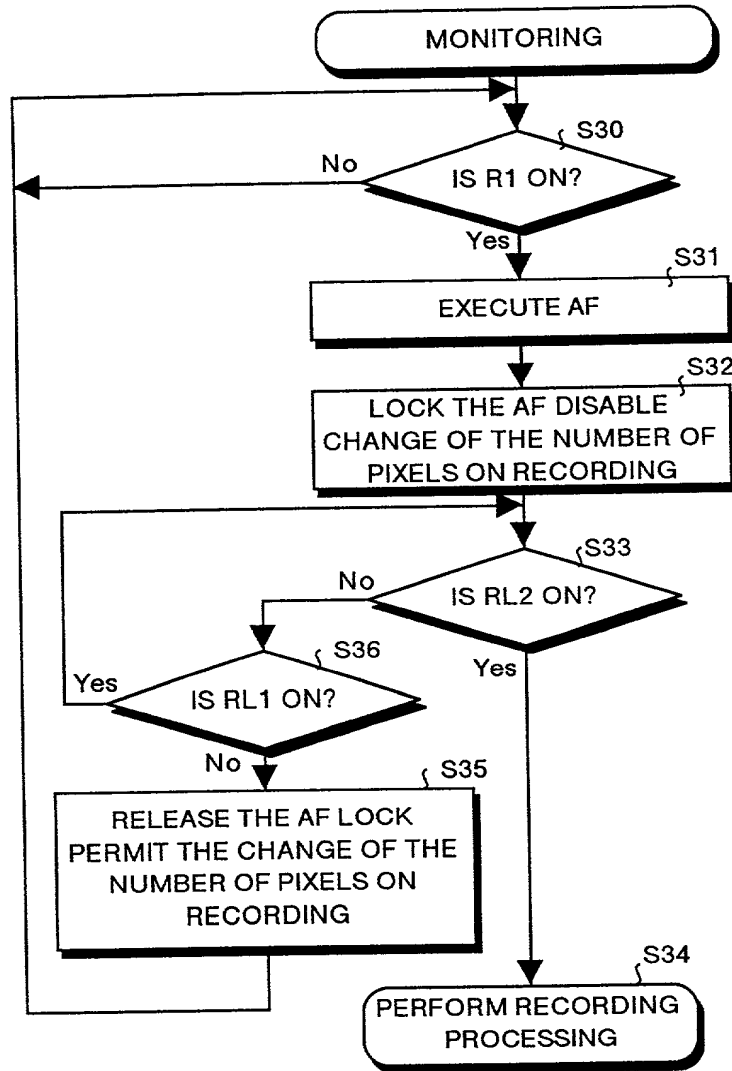 MONITORING
S30
No
IS R1 ON?
Yes
S31
EXECUTE AF
S32
LOCK THE AF DISABLE
CHANGE OF THE NUMBER OF
PIXELS ON RECORDING
S33
No
IS RL2 ON?
S36
Yes
Yes
IS RL1 ON?
No
S35
RELEASE THE AF LOCK
PERMIT THE CHANGE OF THE
NUMBER OF PIXELS ON
RECORDING
S34
PERFORM RECORDING
PROCESSING